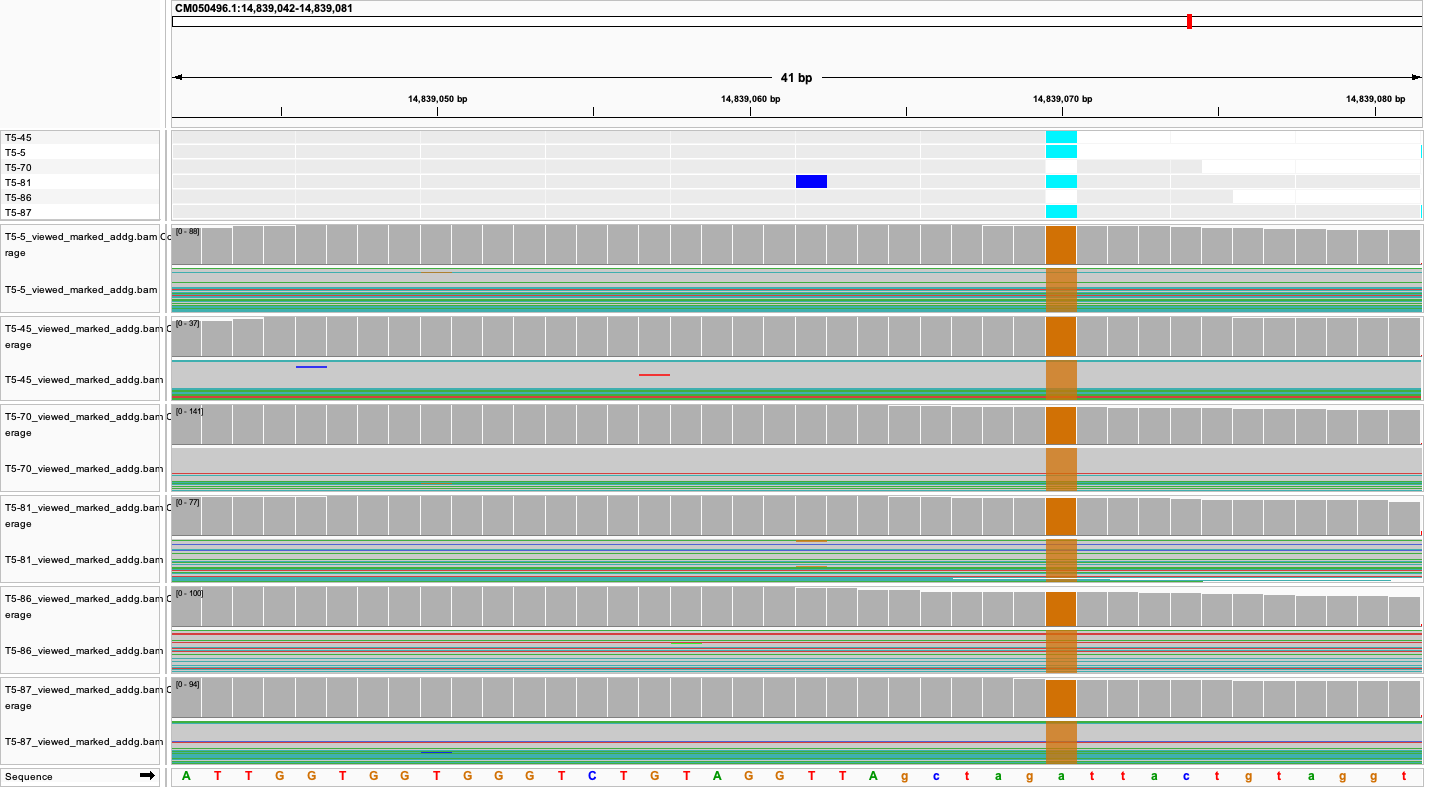 CM050496.1:14,839,042-14,839,081
41 bp
14,839,050 bp 14,839,060 bp 14,839,070 bp 14,839,080 bp
T5-45
T5-5
T5-70
T5-81
T5-86
T5-87
T5-5_viewed_marked_addg.bam Co
rage
[0 - 88]
T5-5_viewed_marked_addg.bam
T5-45_viewed_marked_addg.bam C
erage
[0 - 37]
T5-45_viewed_marked_addg.bam
T5-70_viewed_marked_addg.bam C
erage
[0 - 141]
T5-70_viewed_marked_addg.bam
T5-81_viewed_marked_addg.bam C
erage
[0 - 77]
T5-81_viewed_marked_addg.bam
T5-86_viewed_marked_addg.bam C
erage
[0 - 100]
T5-86_viewed_marked_addg.bam
T5-87_viewed_marked_addg.bam C
erage
[0 - 94]
T5-87_viewed_marked_addg.bam
Sequence A T T G G T G G T G G G T C T G T A G G T T A g c t a g a t t a c t g t a g g t